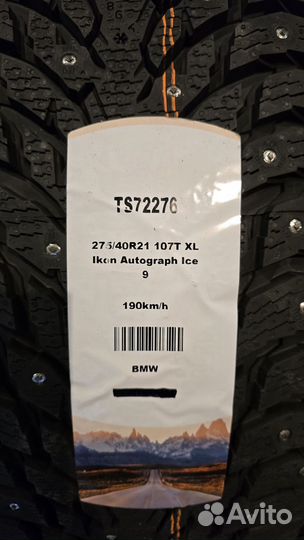 TS72276
275/40R21 107T XL
Ikon Autograph Ice
9
190km/h
BMW
Avito